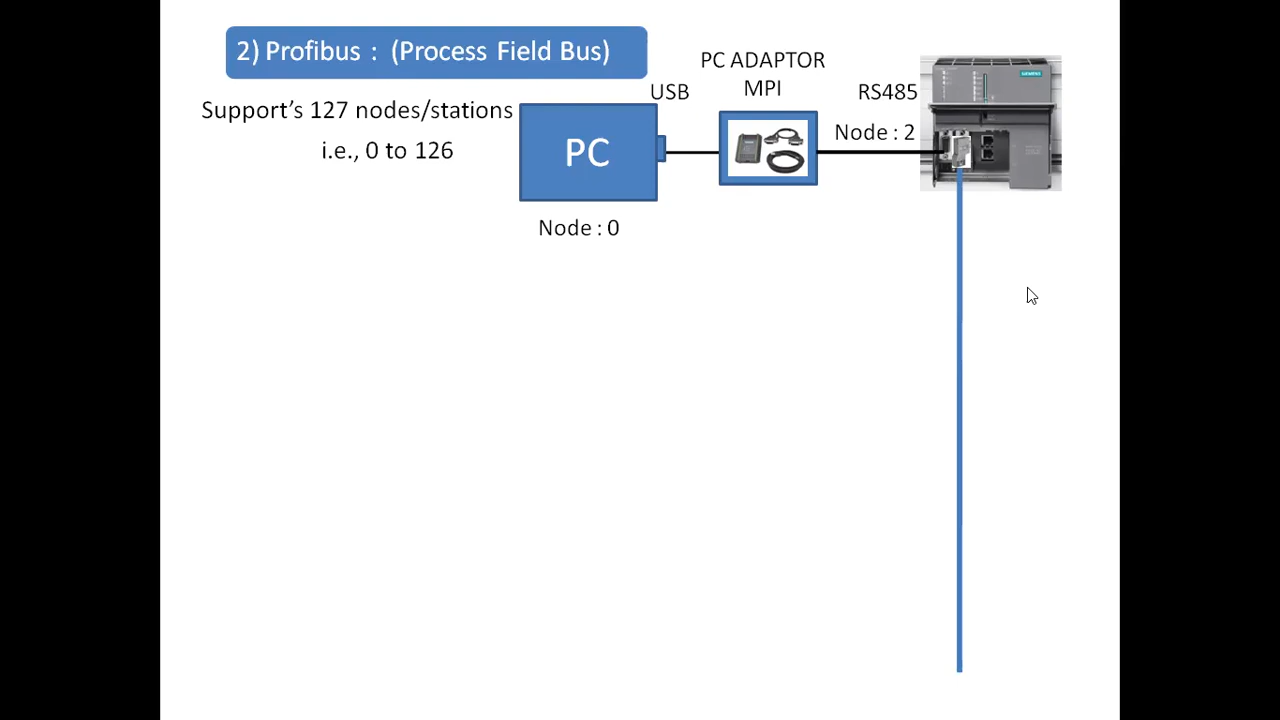 2) Profibus : (Process Field Bus)
Support's 127 nodes/stations
i.e., 0 to 126
PC
Node : 0
USB
PC ADAPTOR
MPI
RS485
Node : 2
SIEMENS